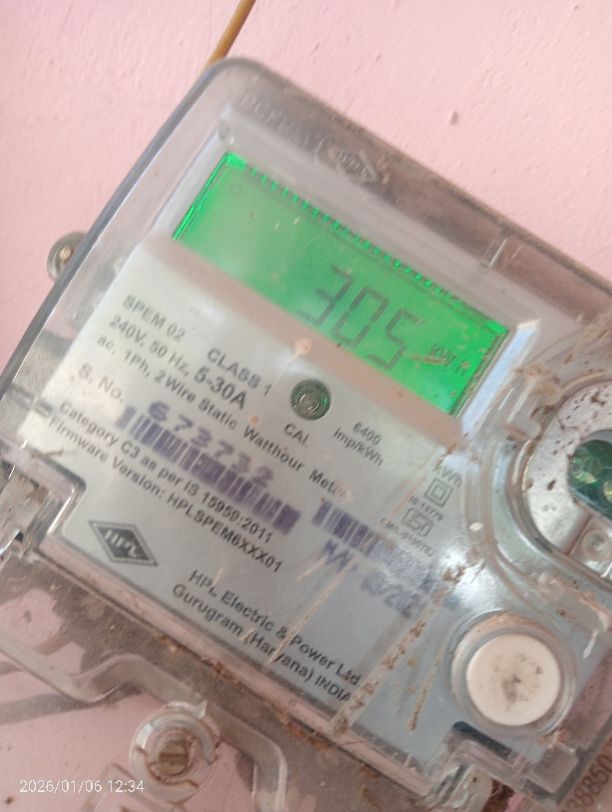 305 kWH
SPEM 02 CLASS 1
240V, 50 Hz, 5-30A
ac, 1Ph, 2Wire Static Watthour Meter
CAL 6400
imp/kWh
S. No. 673732
kWh
Category C3 as per IS 15959:2011
Firmware Version: HPLSPEM6XXX01
HPL
HPL Electric & Power Ltd
Gurugram (Haryana) INDIA
2026/01/06 12:34